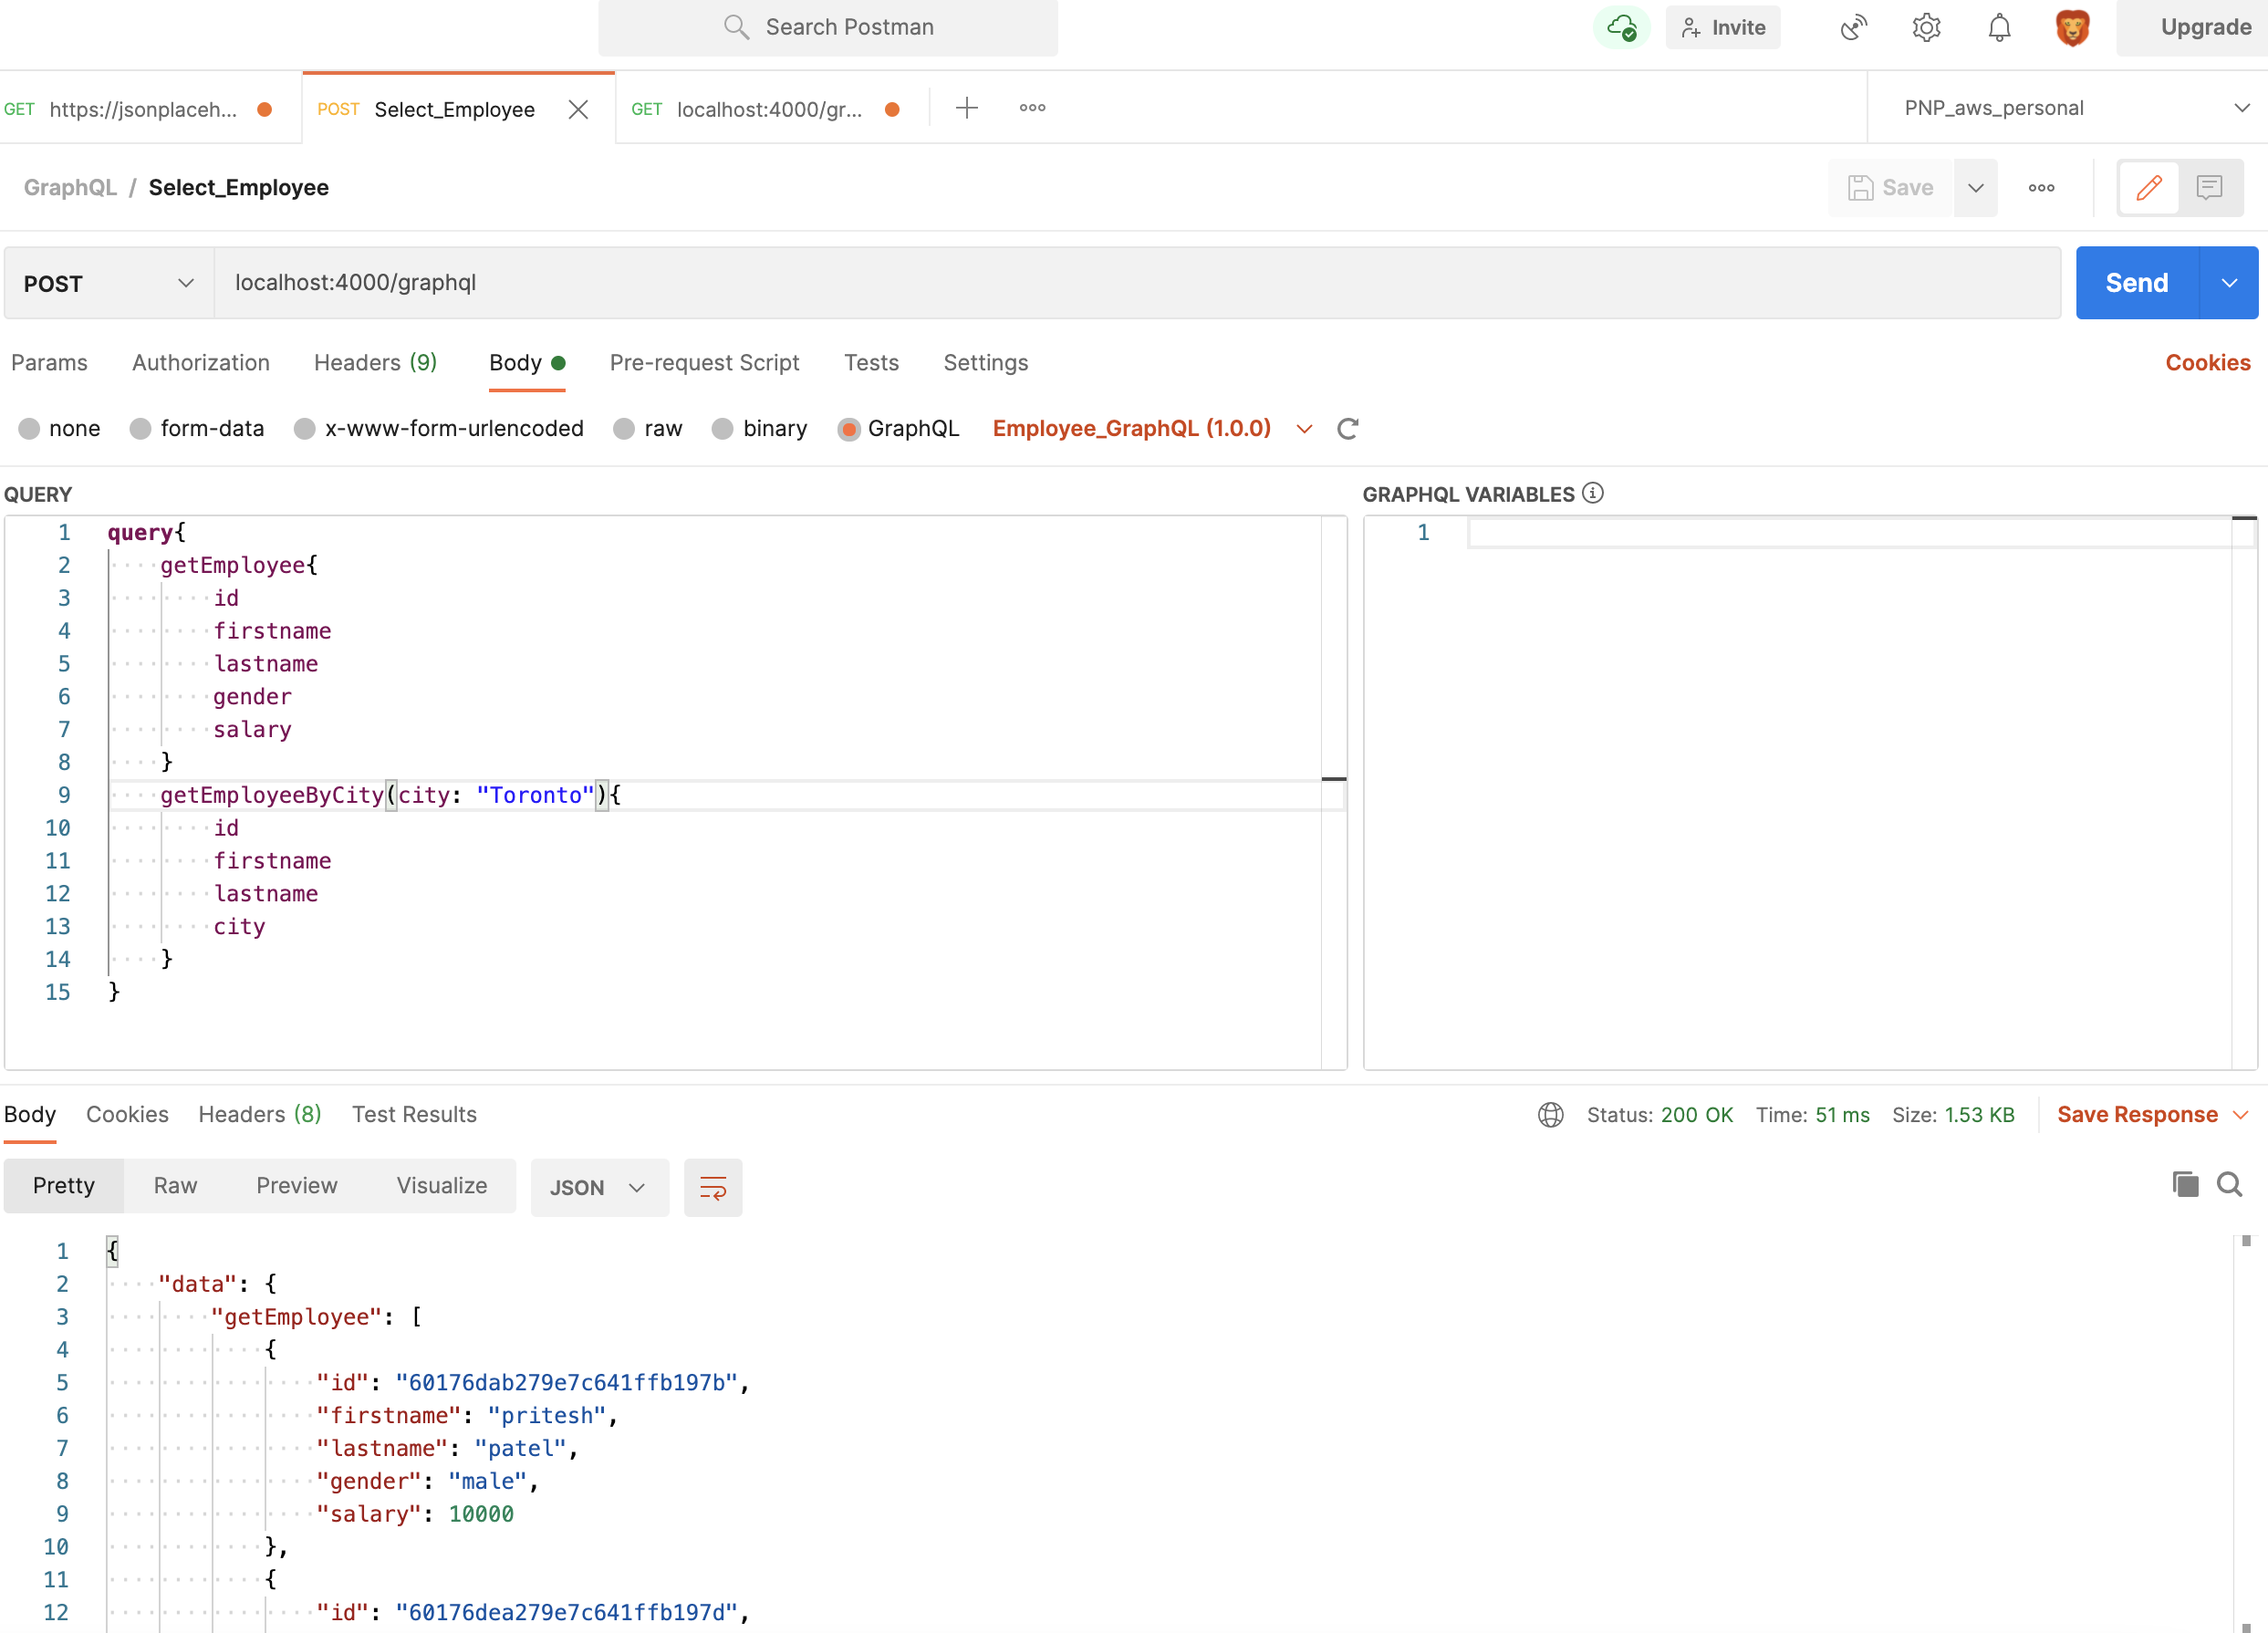 Search Postman
Invite
Upgrade
GET https://jsonplaceh...
POST Select_Employee
GET localhost:4000/gr...
PNP_aws_personal
GraphQL / Select_Employee
Save
POST
localhost:4000/graphql
Send
Params Authorization Headers (9) Body Pre-request Script Tests Settings Cookies
none form-data x-www-form-urlencoded raw binary GraphQL Employee_GraphQL (1.0.0)
QUERY
1 query{
2 getEmployee{
3 id
4 firstname
5 lastname
6 gender
7 salary
8 }
9 getEmployeeByCity(city: "Toronto"){
10 id
11 firstname
12 lastname
13 city
14 }
15 }
GRAPHQL VARIABLES
1
Body Cookies Headers (8) Test Results
Status: 200 OK Time: 51 ms Size: 1.53 KB Save Response
Pretty Raw Preview Visualize JSON
1 {
2 "data": {
3 "getEmployee": [
4 {
5 "id": "60176dab279e7c641ffb197b",
6 "firstname": "pritesh",
7 "lastname": "patel",
8 "gender": "male",
9 "salary": 10000
10 },
11 {
12 "id": "60176dea279e7c641ffb197d",